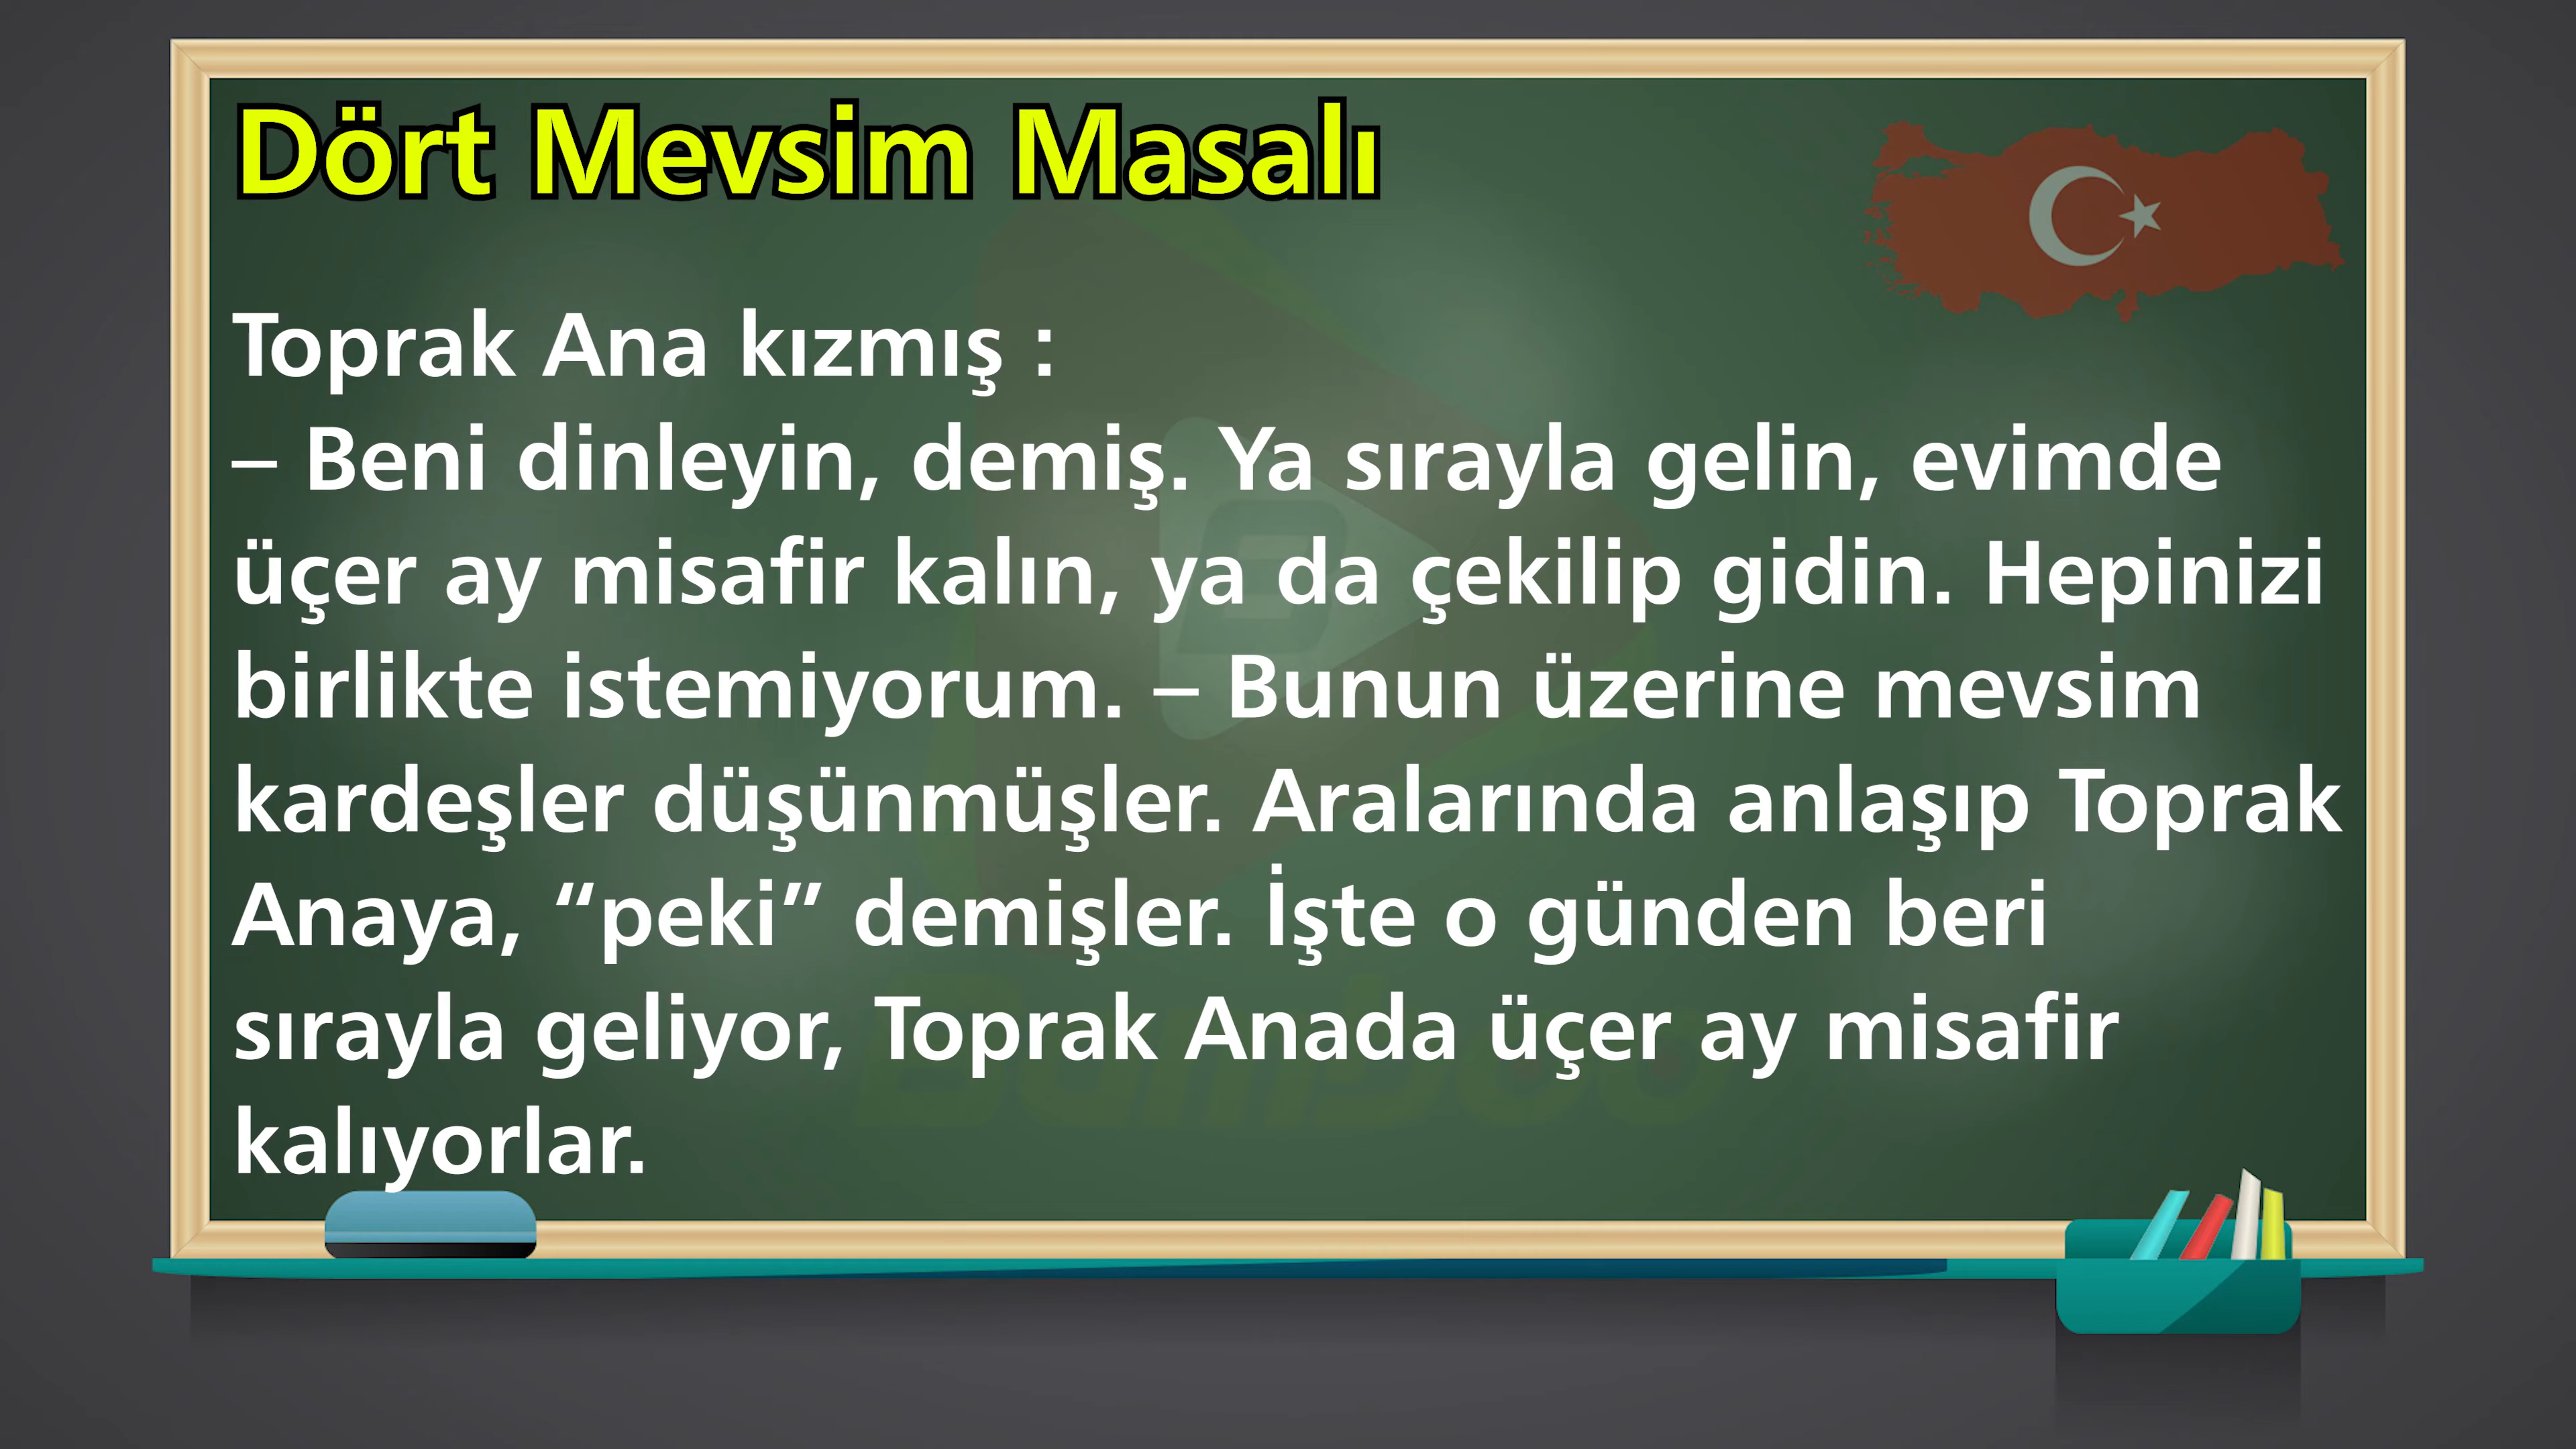 Dört Mevsim Masalı
Toprak Ana kızmış :
– Beni dinleyin, demiş. Ya sırayla gelin, evimde
üçer ay misafir kalın, ya da çekilip gidin. Hepinizi
birlikte istemiyorum. – Bunun üzerine mevsim
kardeşler düşünmüşler. Aralarında anlaşıp Toprak
Anaya, “peki” demişler. İşte o günden beri
sırayla geliyor, Toprak Anada üçer ay misafir
kalıyorlar.